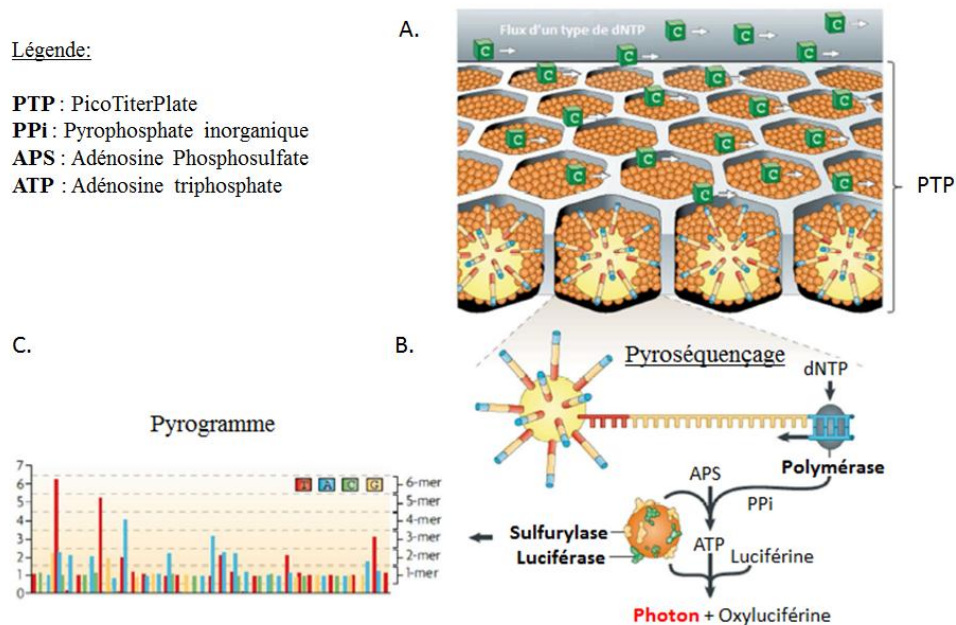 Légende:
PTP : PicoTiterPlate
PPi : Pyrophosphate inorganique
APS : Adénosine Phosphosulfate
ATP : Adénosine triphosphate
A.
Flux d'un type de dNTP
C C C C C
C C C
C C C C
C C C C
C C C C
PTP
B.
Pyroséquençage
dNTP
Polymérase
APS
PPi
Sulfurylase
Luciférase
ATP
Luciférine
Photon + Oxyluciférine
C.
Pyrogramme
T A C G
7
6
5
4
3
2
1
0
6-mer
5-mer
4-mer
3-mer
2-mer
1-mer